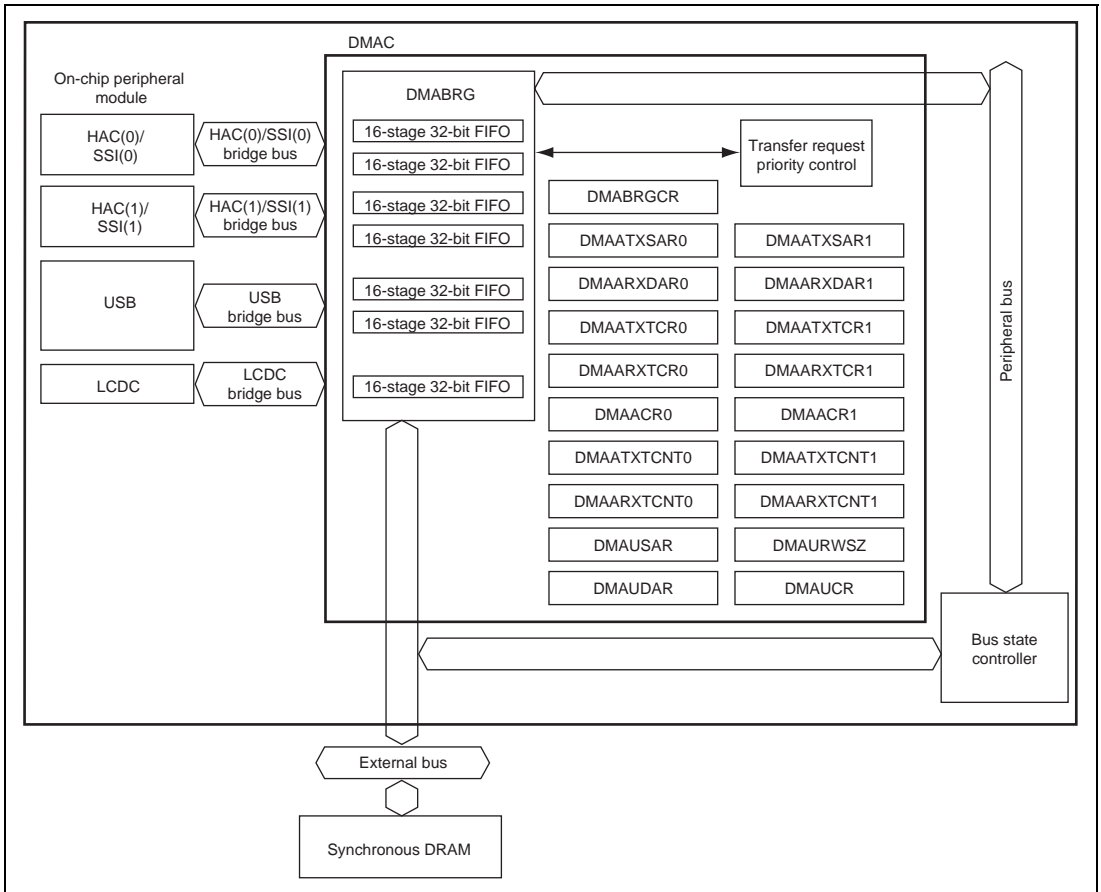 DMAC
On-chip peripheral
module
DMABRG
HAC(0)/
SSI(0)
HAC(0)/SSI(0)
bridge bus
16-stage 32-bit FIFO
16-stage 32-bit FIFO
Transfer request
priority control
HAC(1)/
SSI(1)
HAC(1)/SSI(1)
bridge bus
16-stage 32-bit FIFO
16-stage 32-bit FIFO
DMABRGCR
DMAATXSAR0
DMAATXSAR1
USB
USB
bridge bus
16-stage 32-bit FIFO
16-stage 32-bit FIFO
DMAARXDAR0
DMAARXDAR1
DMAATXTCR0
DMAATXTCR1
LCDC
LCDC
bridge bus
16-stage 32-bit FIFO
DMAARXTCR0
DMAARXTCR1
DMAACR0
DMAACR1
DMAATXTCNT0
DMAATXTCNT1
DMAARXTCNT0
DMAARXTCNT1
DMAUSAR
DMAURWSZ
DMAUDAR
DMAUCR
Peripheral bus
Bus state
controller
External bus
Synchronous DRAM